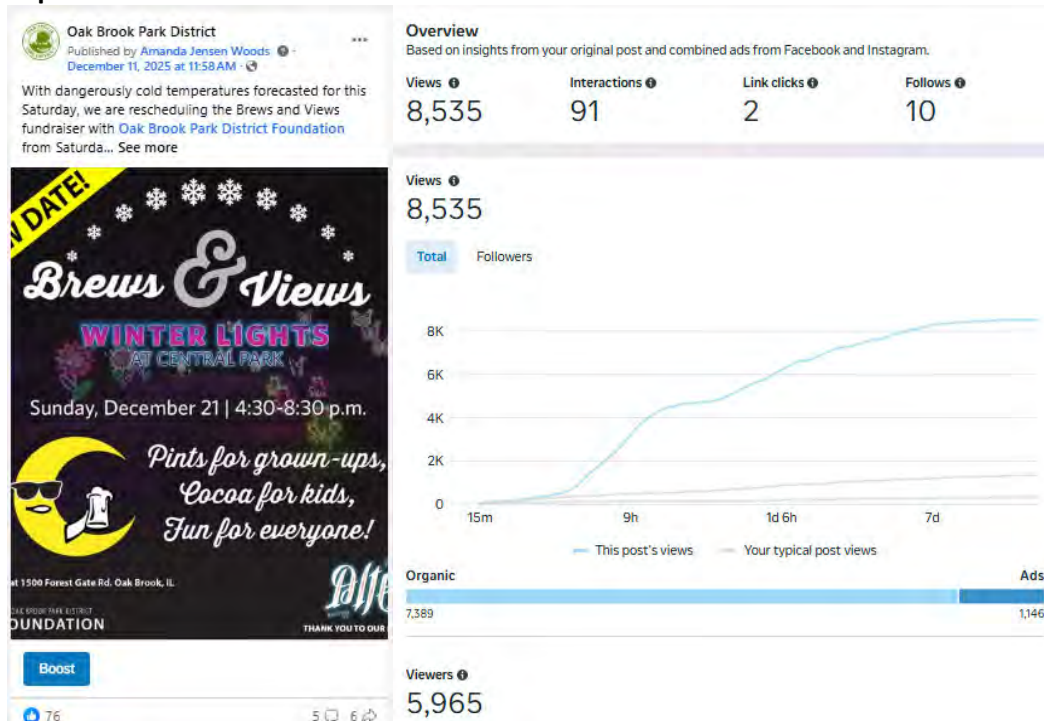 Oak Brook Park District
Published by Amanda Jensen Woods
December 11, 2025 at 11:58 AM
With dangerously cold temperatures forecasted for this
Saturday, we are rescheduling the Brews and Views
fundraiser with Oak Brook Park District Foundation
from Saturda... See more
DATE!
Brews & Views
WINTER LIGHTS
AT CENTRAL PARK
Sunday, December 21 | 4:30-8:30 p.m.
Pints for grown-ups,
Cocoa for kids,
Fun for everyone!
at 1500 Forest Gate Rd. Oak Brook, IL
OAK BROOK PARK DISTRICT
OUNDATION
THANK YOU TO OUR
Boost
76
5 6
Overview
Based on insights from your original post and combined ads from Facebook and Instagram.
Views Interactions Link clicks Follows
8,535 91 2 10
Views
8,535
Total Followers
8K
6K
4K
2K
0
15m 9h 1d 6h 7d
This post's views Your typical post views
Organic Ads
7,389 1,146
Viewers
5,965